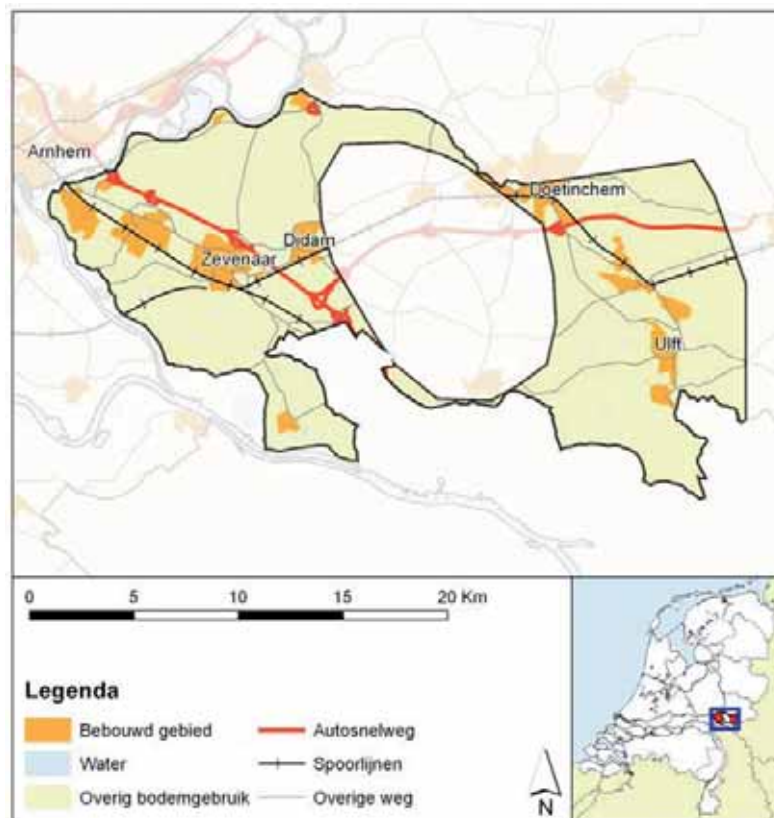 Arnhem
Doetinchem
Didam
Zevenaar
Ulft
0 5 10 15 20 Km
Legenda
Bebouwd gebied
Autosnelweg
Water
Spoorlijnen
Overig bodemgebruik
Overige weg
N